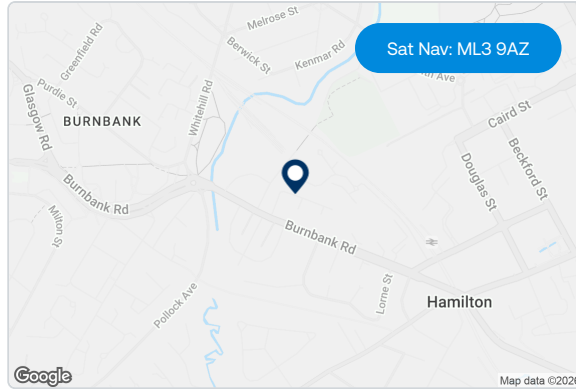 Melrose St
Greenfield Rd
Berwick St
Kenmar Rd
Sat Nav: ML3 9AZ
Ave
Purdie St
Whitehill Rd
Glasgow Rd
BURNBANK
Caird St
Beckford St
Douglas St
Burnbank Rd
Milton St
Burnbank Rd
Pollock Ave
Lorne St
Hamilton
Google
Map data ©2026